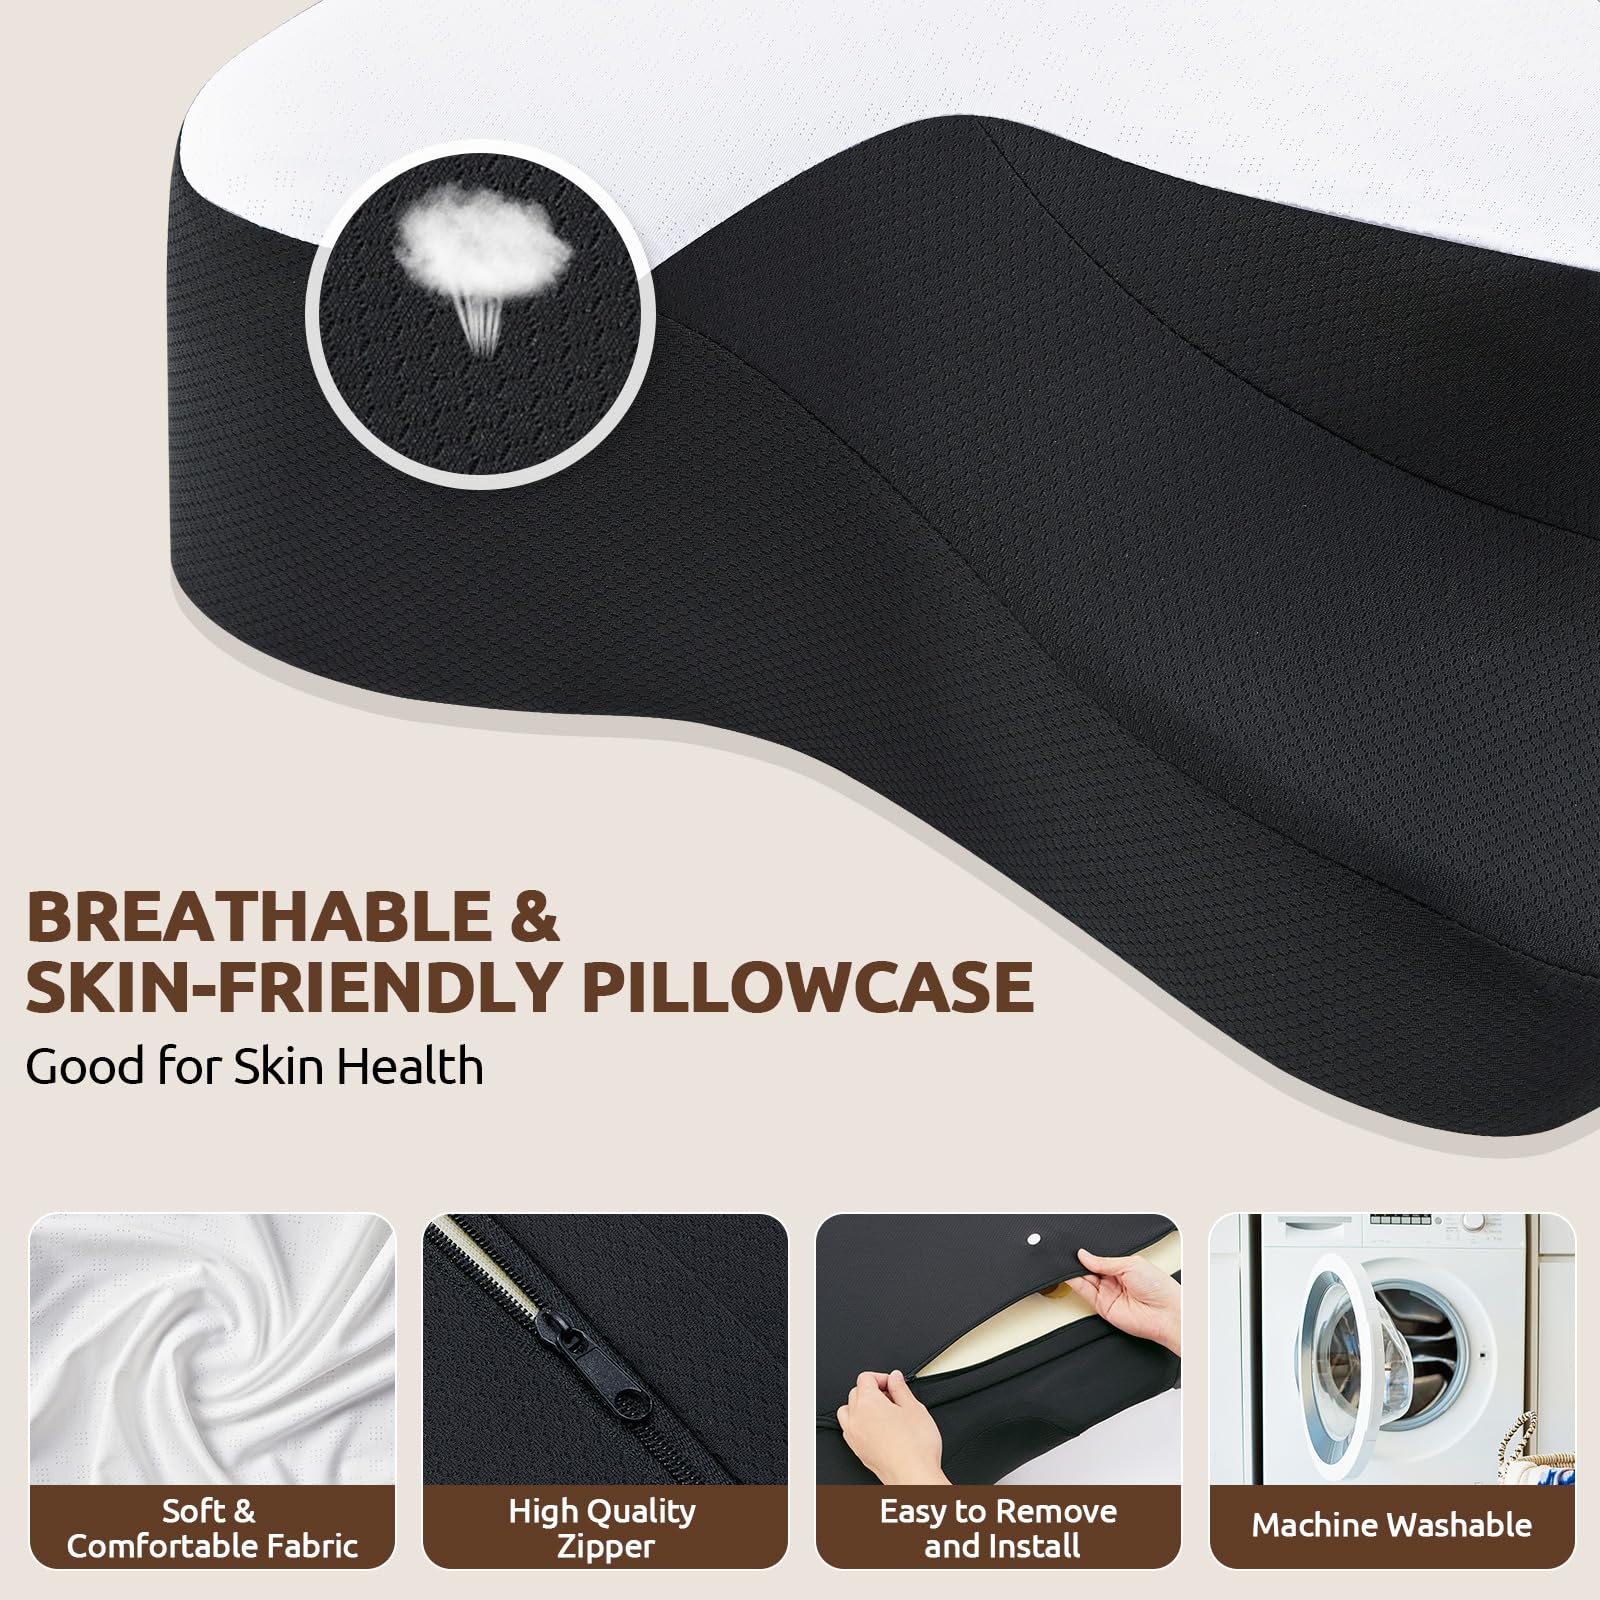 BREATHABLE &
SKIN-FRIENDLY PILLOWCASE
Good for Skin Health
Soft &
Comfortable Fabric
High Quality
Zipper
Easy to Remove
and Install
Machine Washable